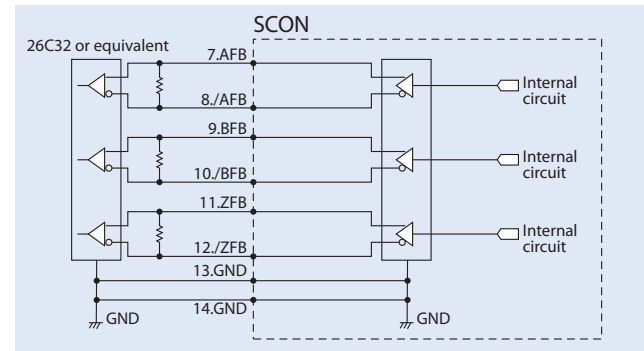 SCON
26C32 or equivalent
7.AFB
8./AFB
Internal
circuit
9.BFB
10./BFB
Internal
circuit
11.ZFB
12./ZFB
Internal
circuit
13.GND
14.GND
GND
GND